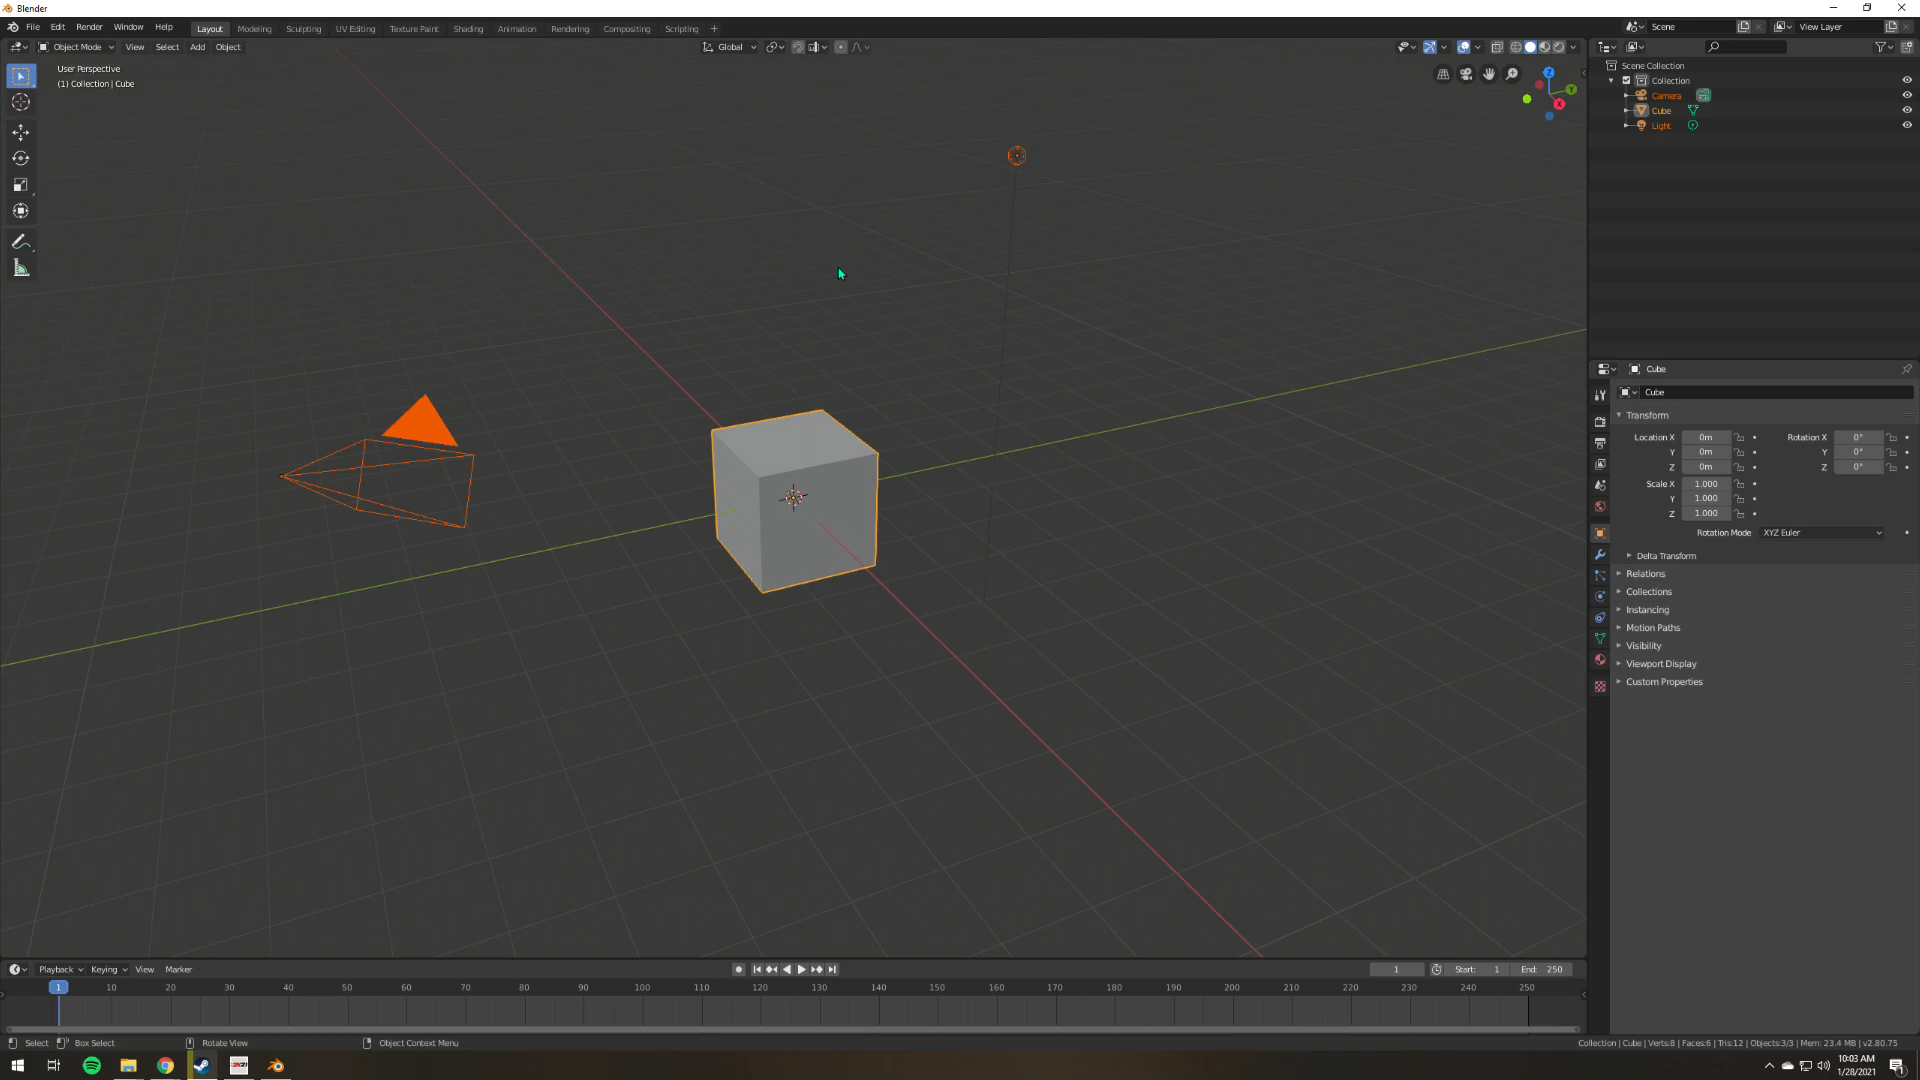 Blender
File Edit Render Window Help Layout Modeling Sculpting UV Editing Texture Paint Shading Animation Rendering Compositing Scripting + Scene View Layer
Object Mode View Select Add Object Global
User Perspective
(1) Collection | Cube
Z
Y
X
Scene Collection
Collection
Camera
Cube
Light
Cube
Cube
Transform
Location X 0m Rotation X 0°
Y 0m Y 0°
Z 0m Z 0°
Scale X 1.000
Y 1.000
Z 1.000
Rotation Mode XYZ Euler
Delta Transform
Relations
Collections
Instancing
Motion Paths
Visibility
Viewport Display
Custom Properties
Playback Keying View Marker 1 Start: 1 End: 250
1 10 20 30 40 50 60 70 80 90 100 110 120 130 140 150 160 170 180 190 200 210 220 230 240 250
Select Box Select Rotate View Object Context Menu Collection | Cube | Verts:8 | Faces:6 | Tris:12 | Objects:3/3 | Mem: 23.4 MB | v2.80.75
10:03 AM
1/28/2021